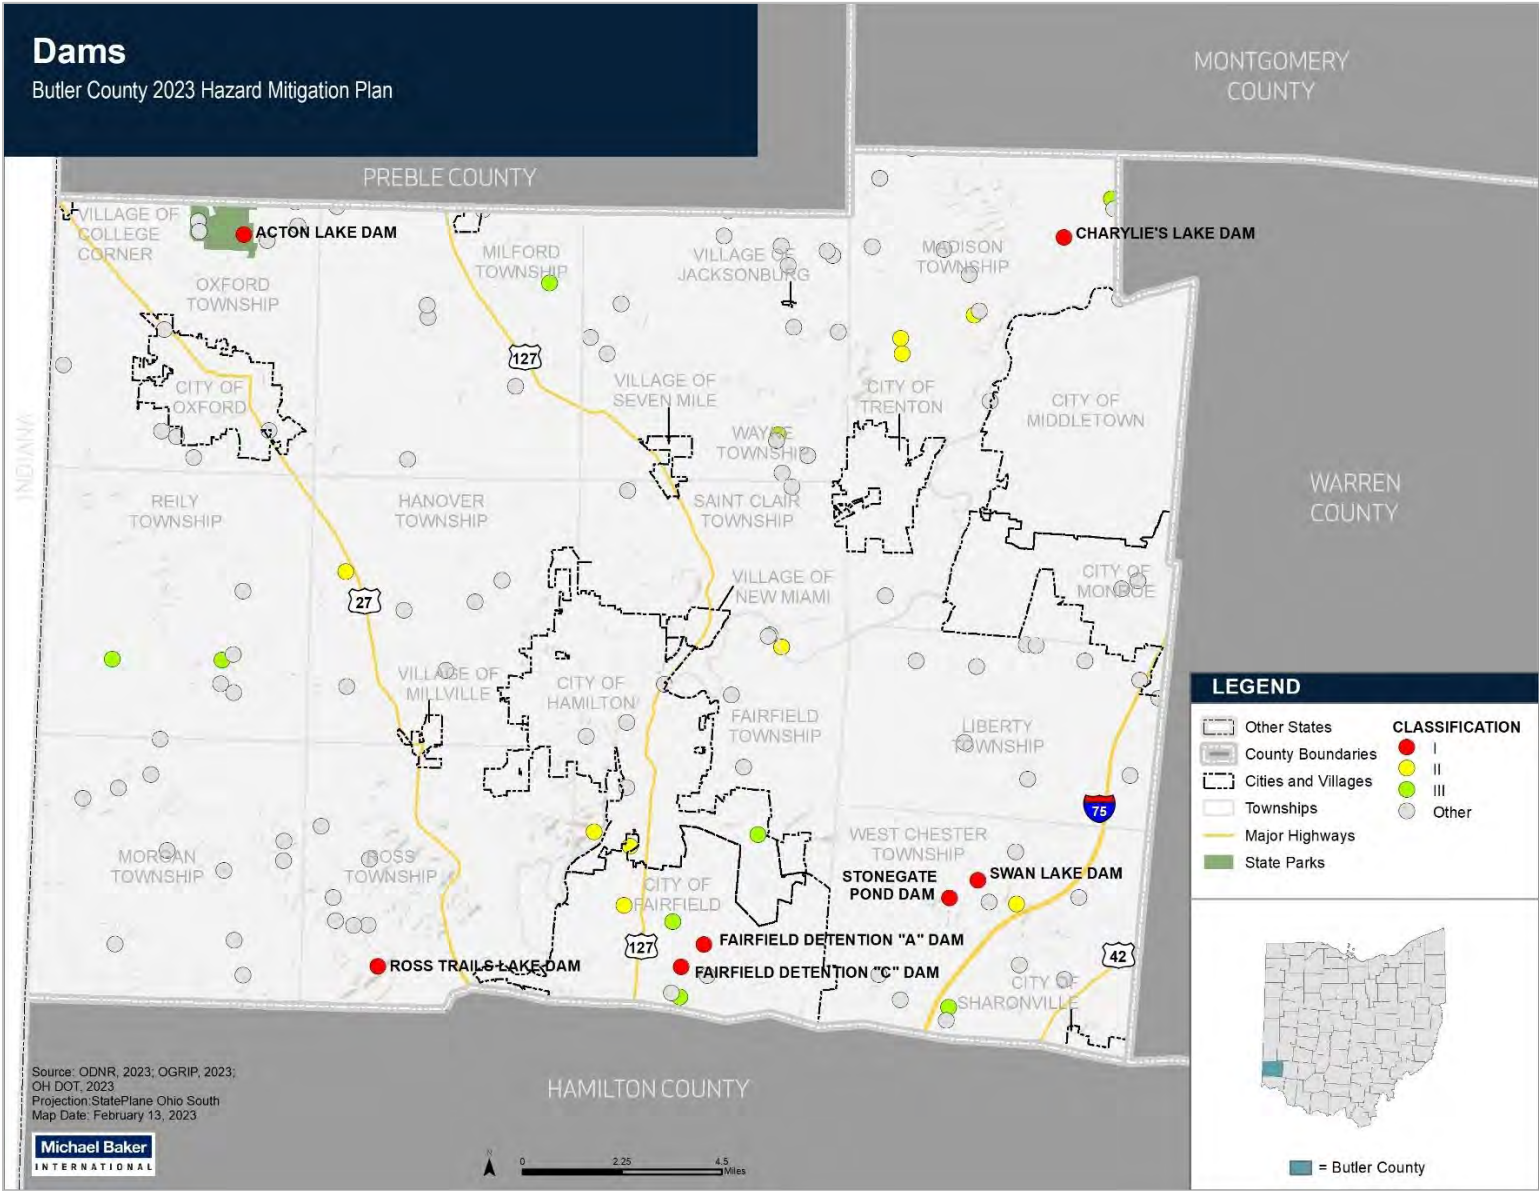 Dams
Butler County 2023 Hazard Mitigation Plan
MONTGOMERY
COUNTY
PREBLE COUNTY
VILLAGE OF
COLLEGE
CORNER
ACTON LAKE DAM
CHARYLIE'S LAKE DAM
MILFORD
TOWNSHIP
VILLAGE OF
JACKSONBURG
MADISON
TOWNSHIP
OXFORD
TOWNSHIP
127
CITY OF
OXFORD
VILLAGE OF
SEVEN MILE
CITY OF
TRENTON
CITY OF
MIDDLETOWN
WAYNE
TOWNSHIP
INDIANA
REILY
TOWNSHIP
HANOVER
TOWNSHIP
SAINT CLAIR
TOWNSHIP
WARREN
COUNTY
VILLAGE OF
NEW MIAMI
CITY OF
MONROE
27
VILLAGE OF
MILLVILLE
CITY OF
HAMILTON
FAIRFIELD
TOWNSHIP
LIBERTY
TOWNSHIP
75
WEST CHESTER
TOWNSHIP
MORGAN
TOWNSHIP
ROSS
TOWNSHIP
STONEGATE
POND DAM
SWAN LAKE DAM
CITY OF
FAIRFIELD
127
FAIRFIELD DETENTION "A" DAM
42
ROSS TRAILS LAKE DAM
FAIRFIELD DETENTION "C" DAM
CITY OF
SHARONVILLE
HAMILTON COUNTY
LEGEND
Other States
County Boundaries
Cities and Villages
Townships
Major Highways
State Parks
CLASSIFICATION
I
II
III
Other
Source: ODNR, 2023; OGRIP, 2023;
OH DOT, 2023
Projection:StatePlane Ohio South
Map Date: February 13, 2023
Michael Baker
INTERNATIONAL
N
0 2.25 4.5
Miles
= Butler County